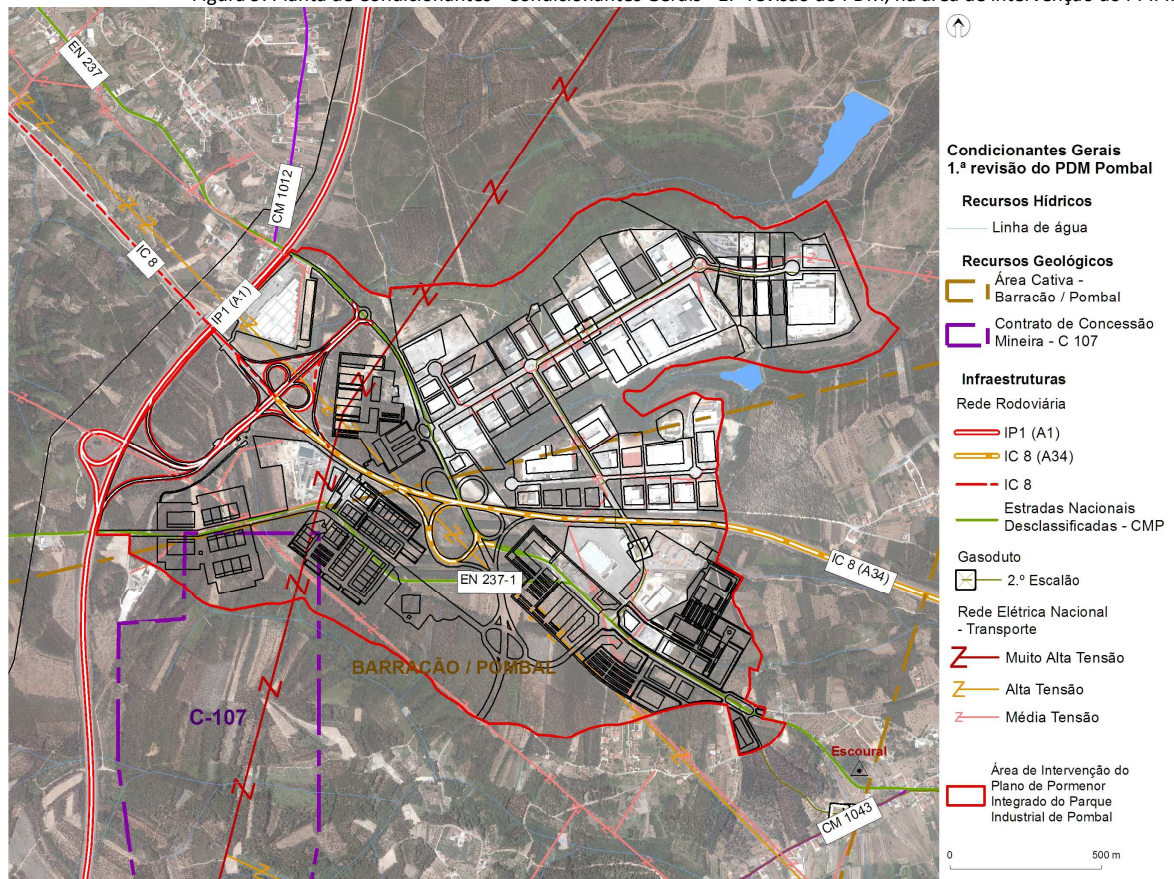 EN 237
CM 1012
IC 8
IP1 (A1)
EN 237-1
IC 8 (A34)
BARRACÃO / POMBAL
C-107
Escoural
CM 1043
Condicionantes Gerais
1.ª revisão do PDM Pombal
Recursos Hídricos
Linha de água
Recursos Geológicos
Área Cativa -
Barracão / Pombal
Contrato de Concessão
Mineira - C 107
Infraestruturas
Rede Rodoviária
IP1 (A1)
IC 8 (A34)
IC 8
Estradas Nacionais
Desclassificadas - CMP
Gasoduto
2.º Escalão
Rede Elétrica Nacional
- Transporte
Muito Alta Tensão
Alta Tensão
Média Tensão
Área de Intervenção do
Plano de Pormenor
Integrado do Parque
Industrial de Pombal
0 500 m